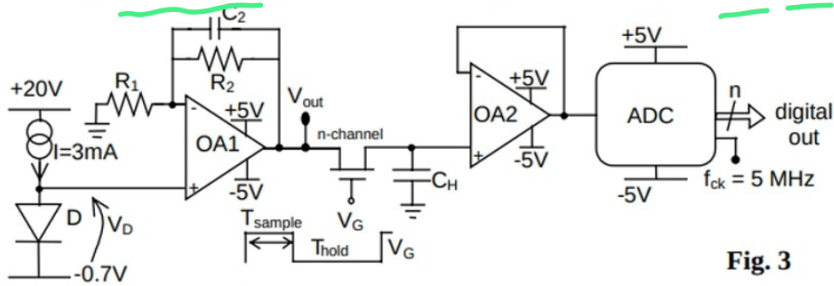 C2
+5V
+20V
R1
R2
Vout
+5V
n
+5V
n-channel
OA2
ADC
digital
out
OA1
I=3mA
-5V
CH
-5V
-5V
fck = 5 MHz
D
VD
Tsample
VG
Thold
VG
-0.7V
Fig. 3